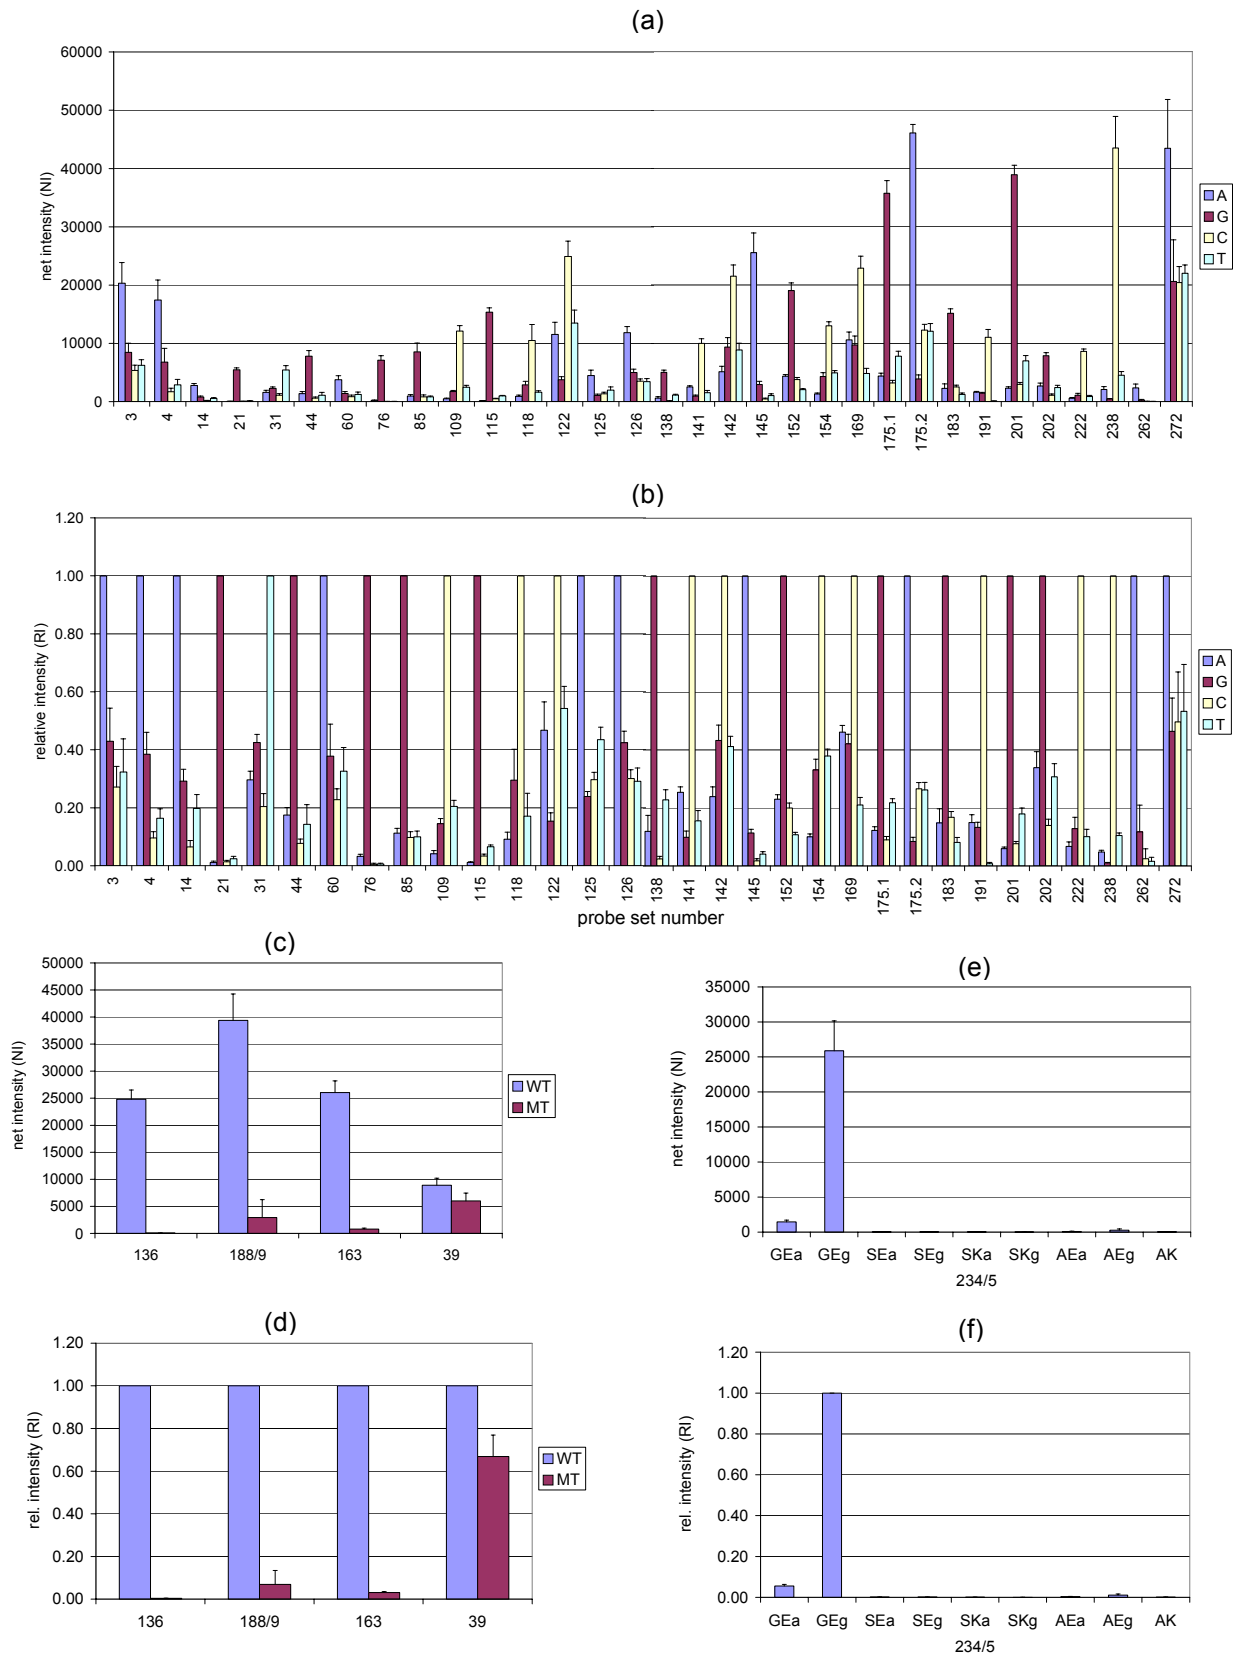 (a)
60000
50000
40000
30000
20000
10000
0
net intensity (NI)
3 4 14 21 31 44 60 76 85 109 115 118 122 125 126 138 141 142 145 152 154 169 175.1 175.2 183 191 201 202 222 238 262 272
A
G
C
T
(b)
1.20
1.00
0.80
0.60
0.40
0.20
0.00
relative intensity (RI)
3 4 14 21 31 44 60 76 85 109 115 118 122 125 126 138 141 142 145 152 154 169 175.1 175.2 183 191 201 202 222 238 262 272
probe set number
A
G
C
T
(c)
50000
45000
40000
35000
30000
25000
20000
15000
10000
5000
0
net intensity (NI)
136 188/9 163 39
WT
MT
(e)
35000
30000
25000
20000
15000
10000
5000
0
net intensity (NI)
GEa GEg SEa SEg SKa SKg AEa AEg AK
234/5
(d)
1.20
1.00
0.80
0.60
0.40
0.20
0.00
rel. intensity (RI)
136 188/9 163 39
WT
MT
(f)
1.20
1.00
0.80
0.60
0.40
0.20
0.00
rel. intensity (RI)
GEa GEg SEa SEg SKa SKg AEa AEg AK
234/5